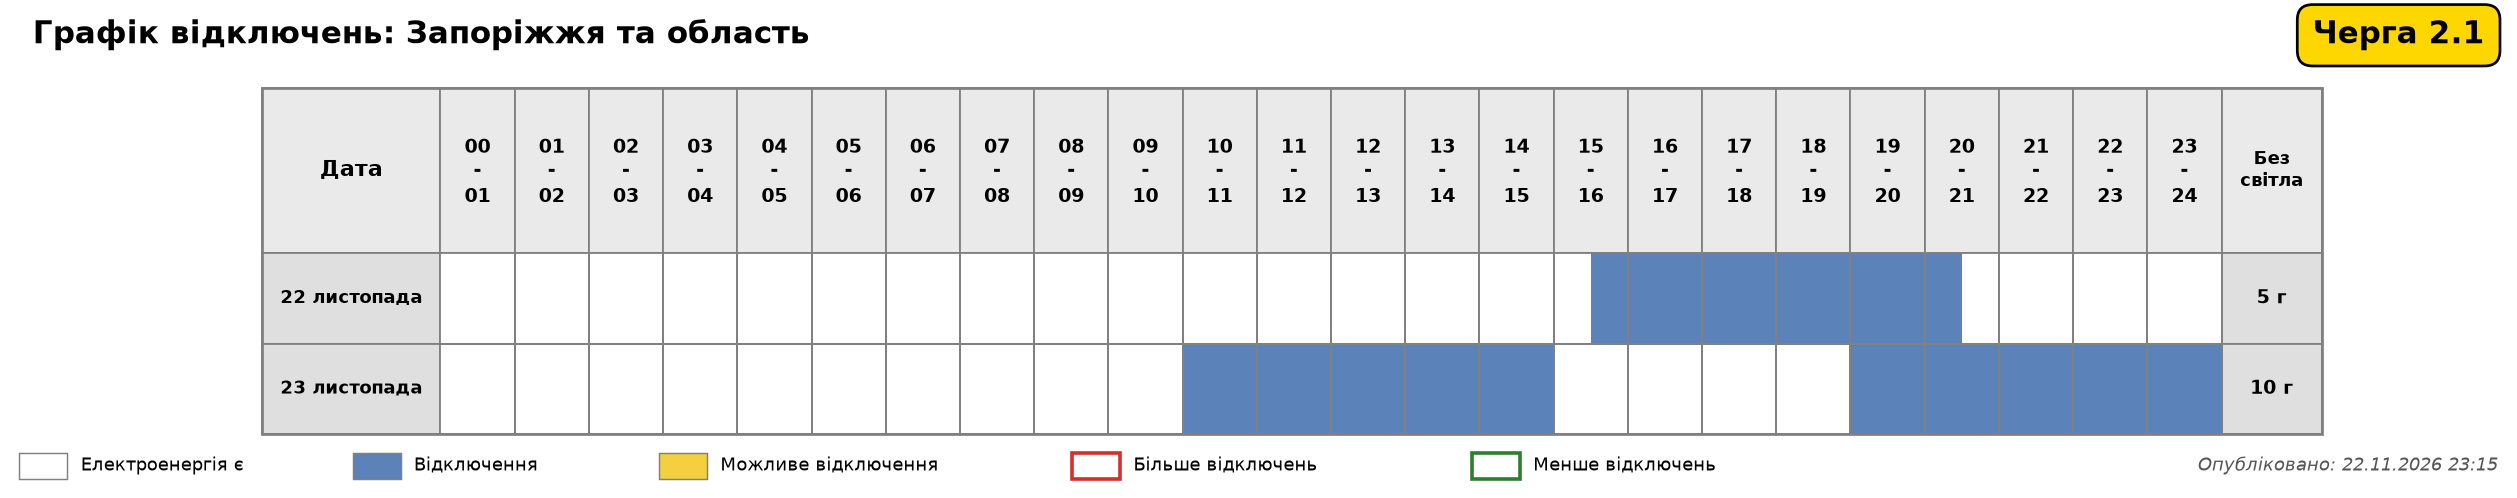 Графік відключень: Запоріжжя та область
Черга 2.1
Дата
00 - 01
01 - 02
02 - 03
03 - 04
04 - 05
05 - 06
06 - 07
07 - 08
08 - 09
09 - 10
10 - 11
11 - 12
12 - 13
13 - 14
14 - 15
15 - 16
16 - 17
17 - 18
18 - 19
19 - 20
20 - 21
21 - 22
22 - 23
23 - 24
Без
світла
22 листопада
5 г
23 листопада
10 г
Електроенергія є
Відключення
Можливе відключення
Більше відключень
Менше відключень
Опубліковано: 22.11.2026 23:15